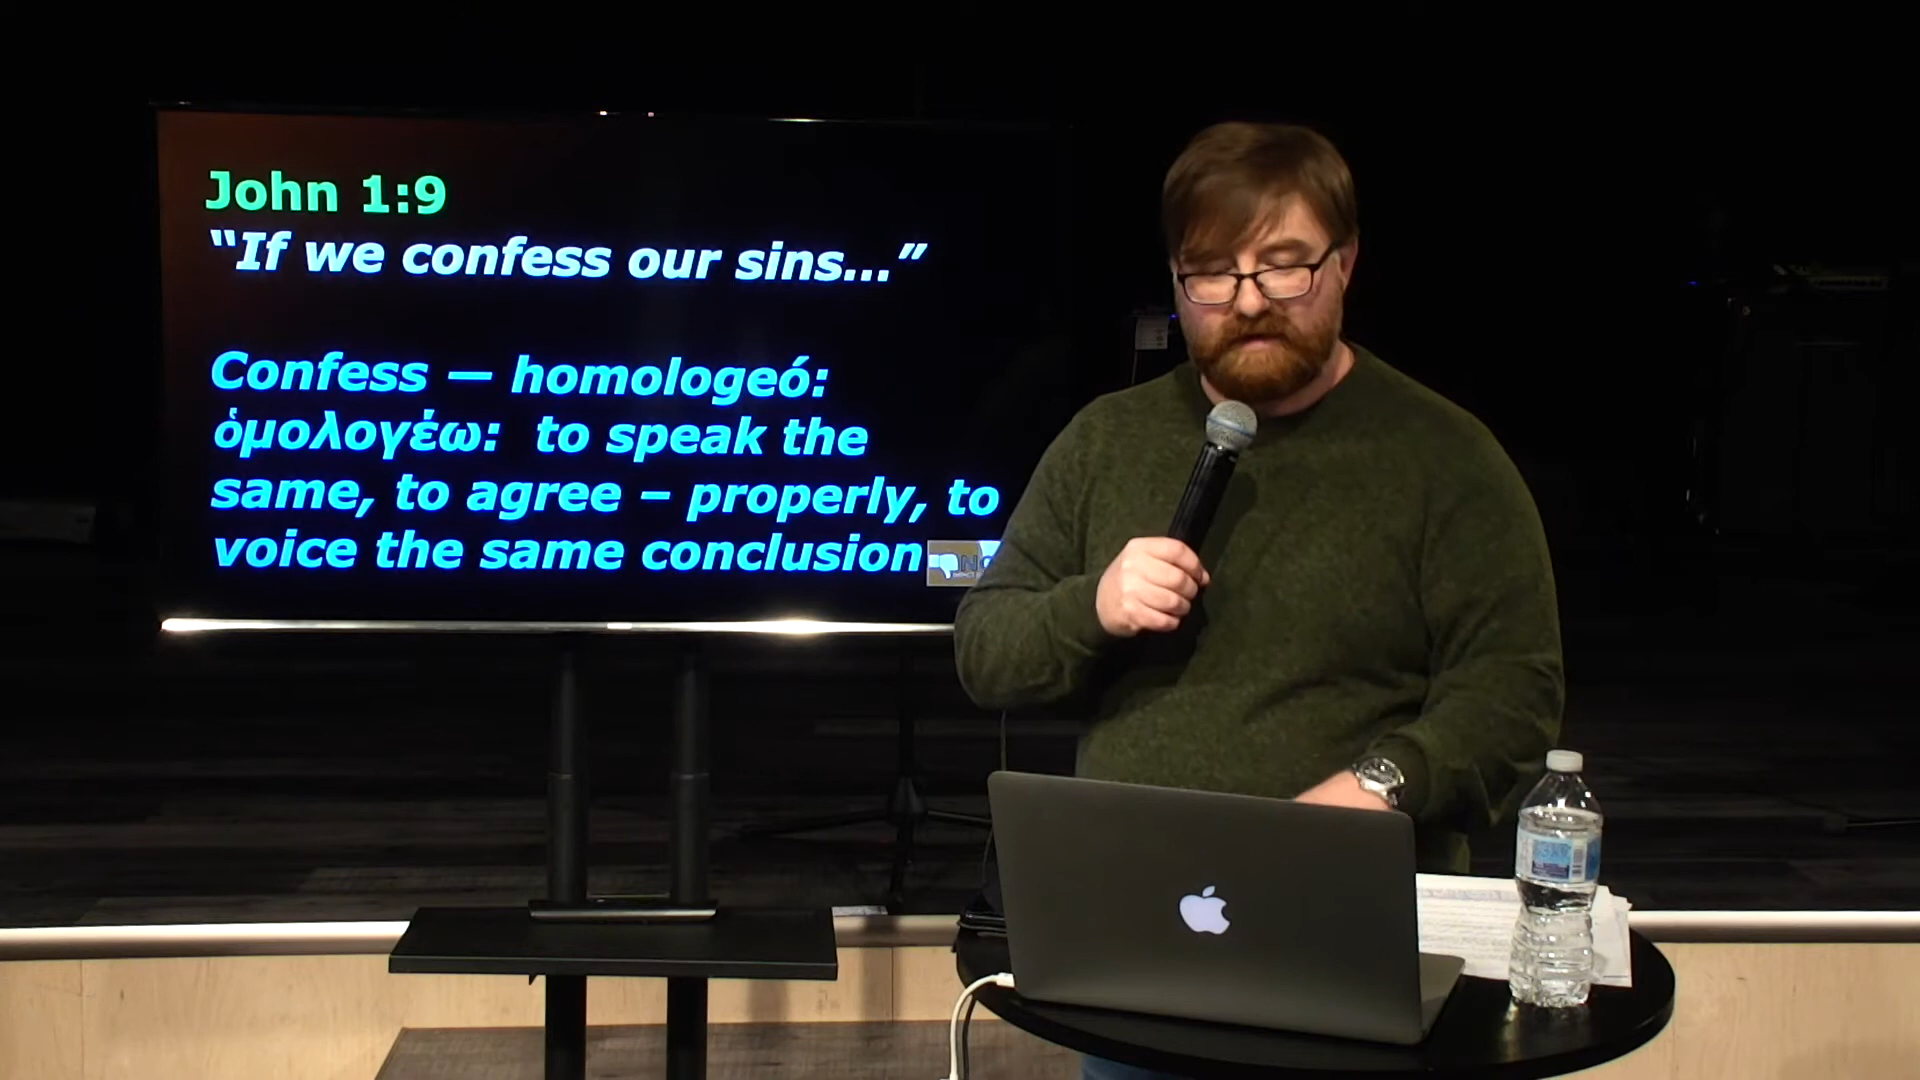 John 1:9
“If we confess our sins...”
Confess — homologeó:
ὁμολογέω: to speak the
same, to agree – properly, to
voice the same conclusion